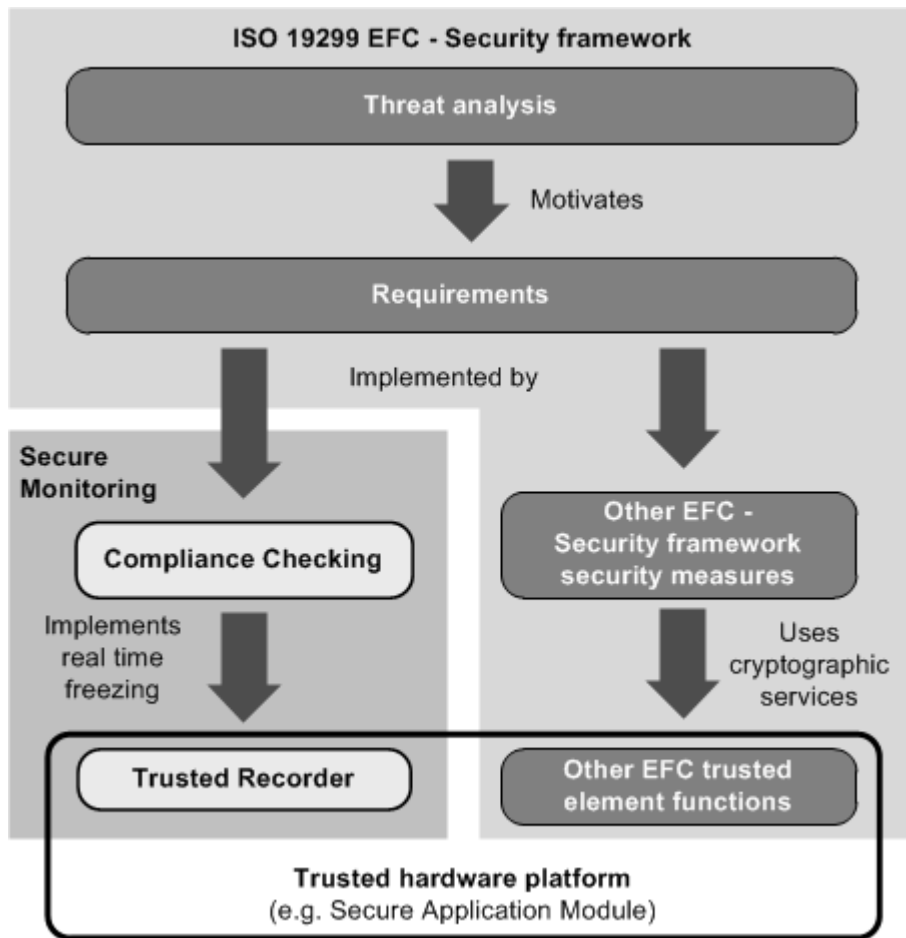 ISO 19299 EFC - Security framework
Threat analysis
Motivates
Requirements
Implemented by
Secure
Monitoring
Compliance Checking
Other EFC -
Security framework
security measures
Implements
real time
freezing
Uses
cryptographic
services
Trusted Recorder
Other EFC trusted
element functions
Trusted hardware platform
(e.g. Secure Application Module)